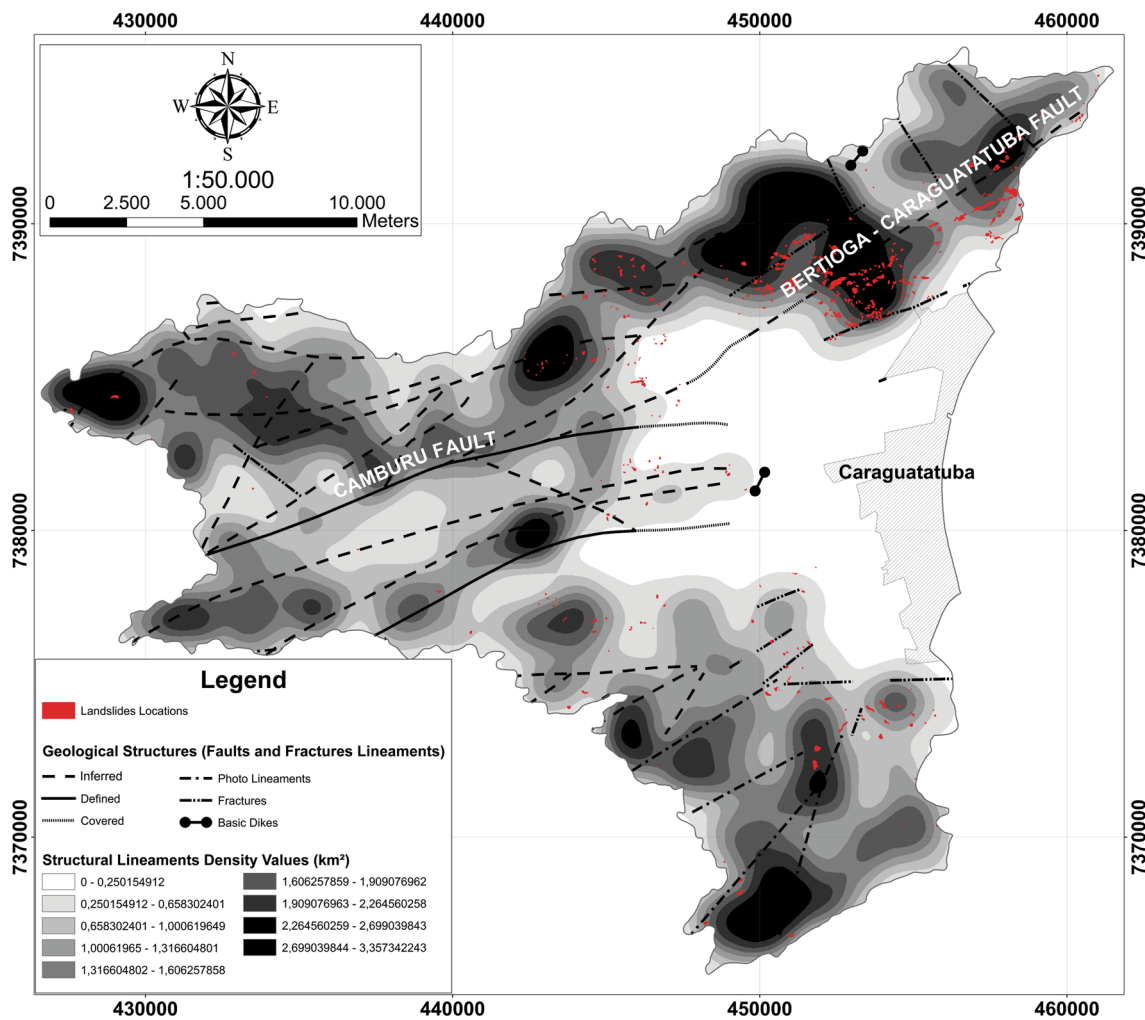 430000 440000 450000 460000
N
W E
S
1:50.000
0 2.500 5.000 10.000
Meters
7390000 7390000
BERTIOGA - CARAGUATATUBA FAULT
CAMBURU FAULT
Caraguatatuba
7380000 7380000
7370000 7370000
Legend
Landslides Locations
Geological Structures (Faults and Fractures Lineaments)
Inferred Photo Lineaments
Defined Fractures
Covered Basic Dikes
Structural Lineaments Density Values (km²)
0 - 0,250154912 1,606257859 - 1,909076962
0,250154912 - 0,658302401 1,909076963 - 2,264560258
0,658302401 - 1,000619649 2,264560259 - 2,699039843
1,00061965 - 1,316604801 2,699039844 - 3,357342243
1,316604802 - 1,606257858
430000 440000 450000 460000